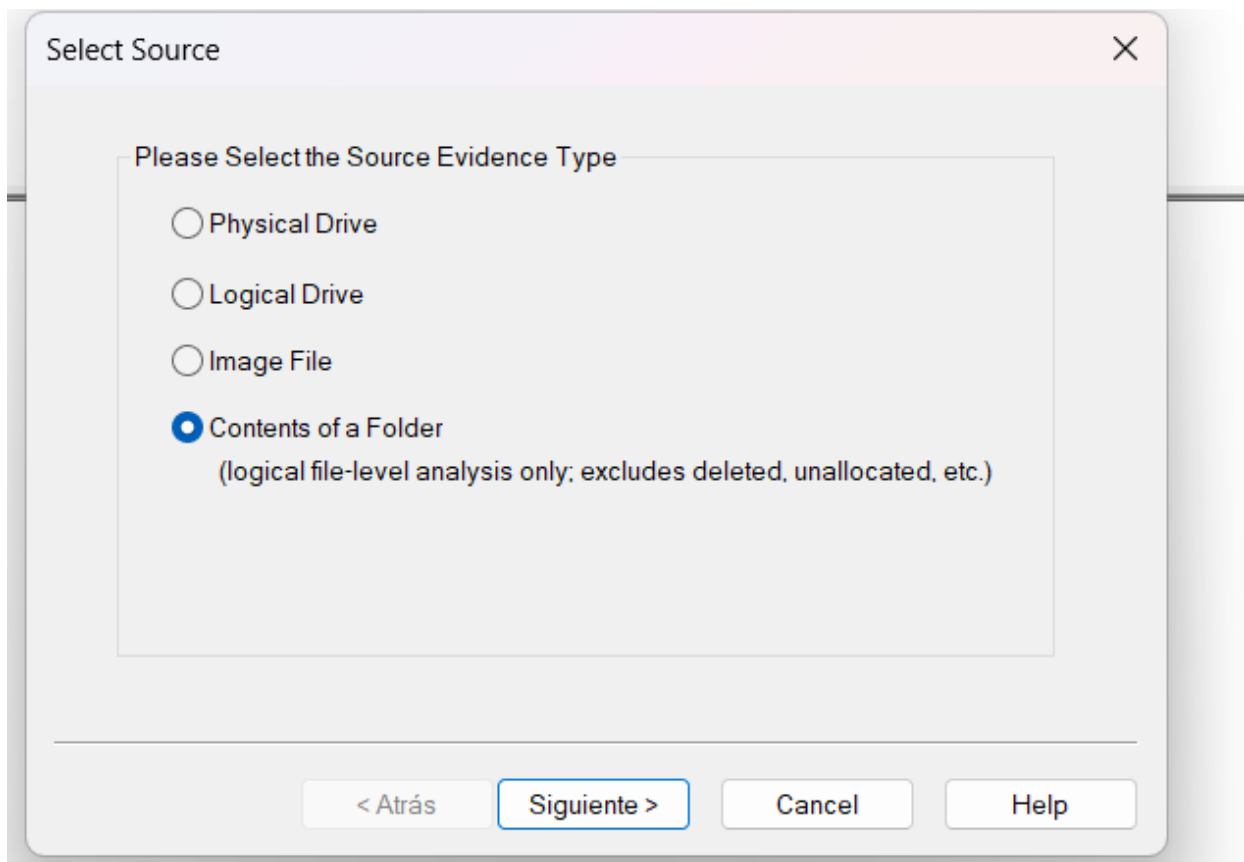 Select Source
Please Select the Source Evidence Type
Physical Drive
Logical Drive
Image File
Contents of a Folder
(logical file-level analysis only; excludes deleted, unallocated, etc.)
< Atrás
Siguiente >
Cancel
Help